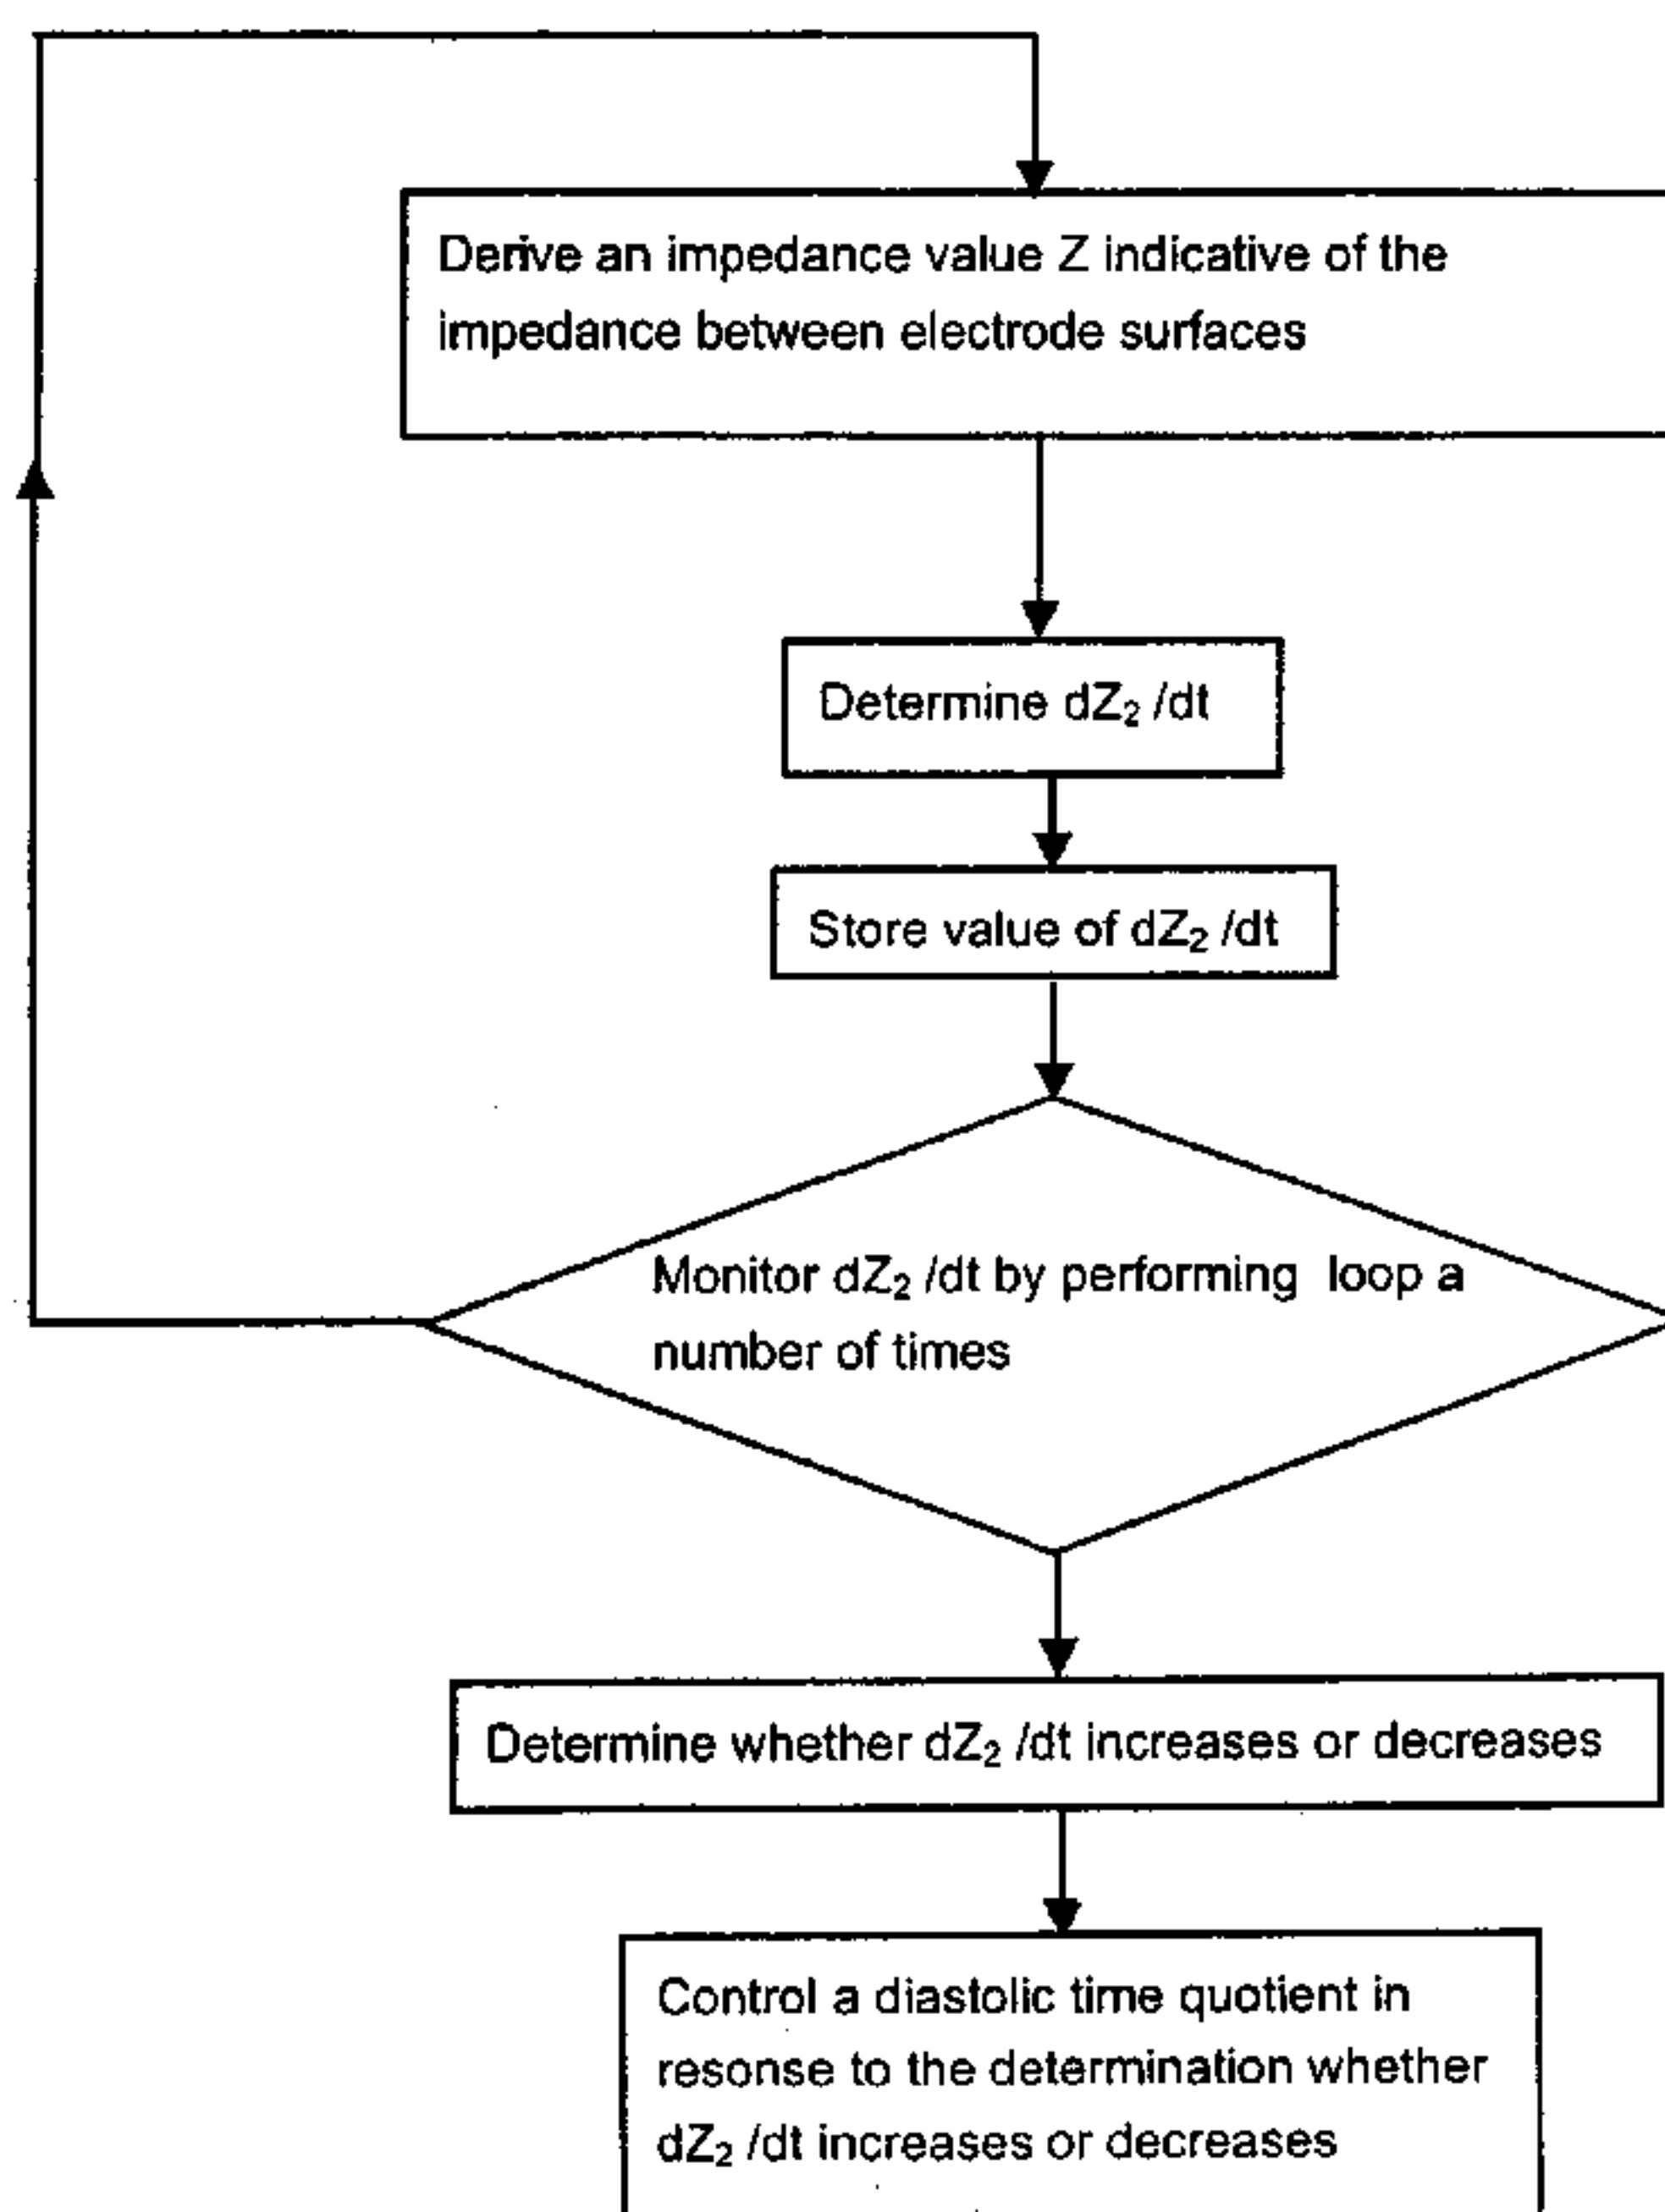 Derive an impedance value Z indicative of the
impedance between electrode surfaces
Determine dZ₂ /dt
Store value of dZ₂ /dt
Monitor dZ₂ /dt by performing loop a
number of times
Determine whether dZ₂ /dt increases or decreases
Control a diastolic time quotient in
resonse to the determination whether
dZ₂ /dt increases or decreases